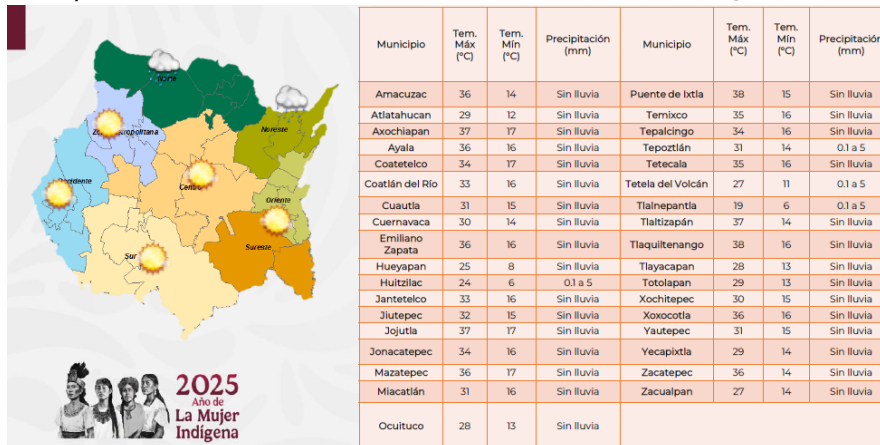 Norte
Zona Metropolitana
Noreste
Occidente
Centro
Oriente
Sureste
Sur
2025
Año de
La Mujer
Indígena
Municipio Tem. Máx (°C) Tem. Mín (°C) Precipitación (mm) Municipio Tem. Máx (°C) Tem. Mín (°C) Precipitación (mm)
Amacuzac 36 14 Sin lluvia Puente de Ixtla 38 15 Sin lluvia
Atlatahucan 29 12 Sin lluvia Temixco 35 16 Sin lluvia
Axochiapan 37 17 Sin lluvia Tepalcingo 34 16 Sin lluvia
Ayala 36 16 Sin lluvia Tepoztlán 31 14 0.1 a 5
Coatetelco 34 17 Sin lluvia Tetecala 35 16 Sin lluvia
Coatlán del Río 33 16 Sin lluvia Tetela del Volcán 27 11 0.1 a 5
Cuautla 31 15 Sin lluvia Tlalnepantla 19 6 0.1 a 5
Cuernavaca 30 14 Sin lluvia Tlaltizapán 37 14 Sin lluvia
Emiliano Zapata 36 16 Sin lluvia Tlaquiltenango 38 16 Sin lluvia
Hueyapan 25 8 Sin lluvia Tlayacapan 28 13 Sin lluvia
Huitzilac 24 6 0.1 a 5 Totolapan 29 13 Sin lluvia
Jantetelco 33 16 Sin lluvia Xochitepec 30 15 Sin lluvia
Jiutepec 32 15 Sin lluvia Xoxocotla 36 16 Sin lluvia
Jojutla 37 17 Sin lluvia Yautepec 31 15 Sin lluvia
Jonacatepec 34 16 Sin lluvia Yecapixtla 29 14 Sin lluvia
Mazatepec 36 17 Sin lluvia Zacatepec 36 14 Sin lluvia
Miacatlán 31 16 Sin lluvia Zacualpan 27 14 Sin lluvia
Ocuituco 28 13 Sin lluvia